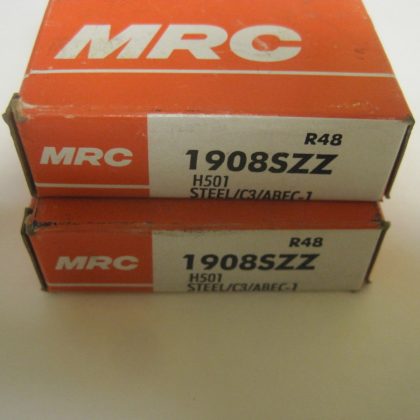 MRC
R48
MRC 1908SZZ
H501
STEEL/C3/ABEC-1
R48
MRC 1908SZZ
H501
STEEL/C3/ABEC-1